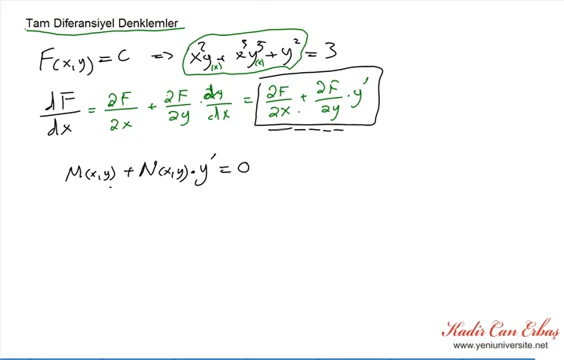 Tam Diferansiyel Denklemler
F(x,y) = C ⇒ x²y(x) + x³y⁵(x) + y² = 3
dF/dx = ∂F/∂x + ∂F/∂y · dy/dx = ∂F/∂x + ∂F/∂y · y'
M(x,y) + N(x,y) · y' = 0
Kadir Can Erbaş
www.yeniuniversite.net